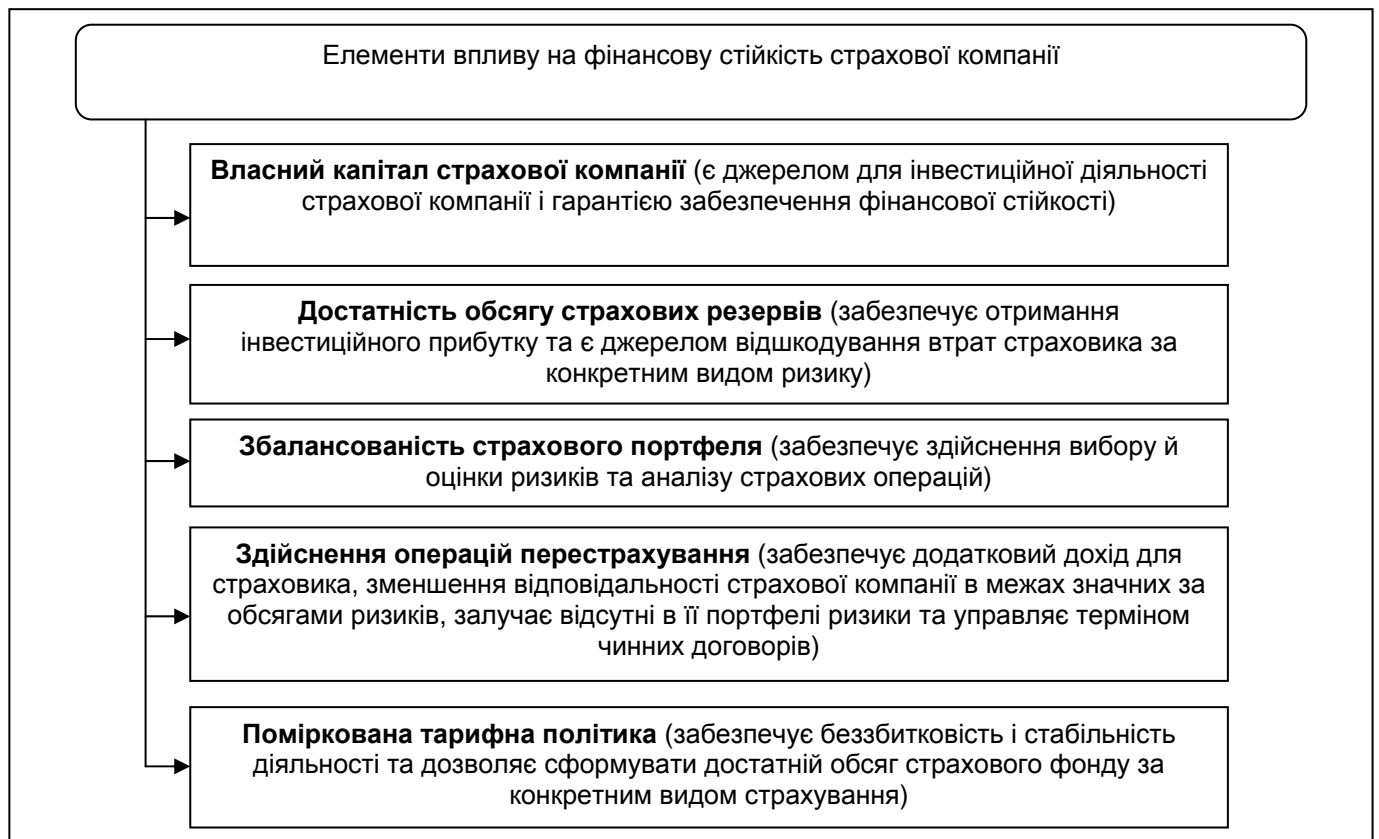 Елементи впливу на фінансову стійкість страхової компанії
Власний капітал страхової компанії (є джерелом для інвестиційної діяльності
страхової компанії і гарантією забезпечення фінансової стійкості)
Достатність обсягу страхових резервів (забезпечує отримання
інвестиційного прибутку та є джерелом відшкодування втрат страховика за
конкретним видом ризику)
Збалансованість страхового портфеля (забезпечує здійснення вибору й
оцінки ризиків та аналізу страхових операцій)
Здійснення операцій перестрахування (забезпечує додатковий дохід для
страховика, зменшення відповідальності страхової компанії в межах значних за
обсягами ризиків, залучає відсутні в її портфелі ризики та управляє терміном
чинних договорів)
Поміркована тарифна політика (забезпечує беззбитковість і стабільність
діяльності та дозволяє сформувати достатній обсяг страхового фонду за
конкретним видом страхування)